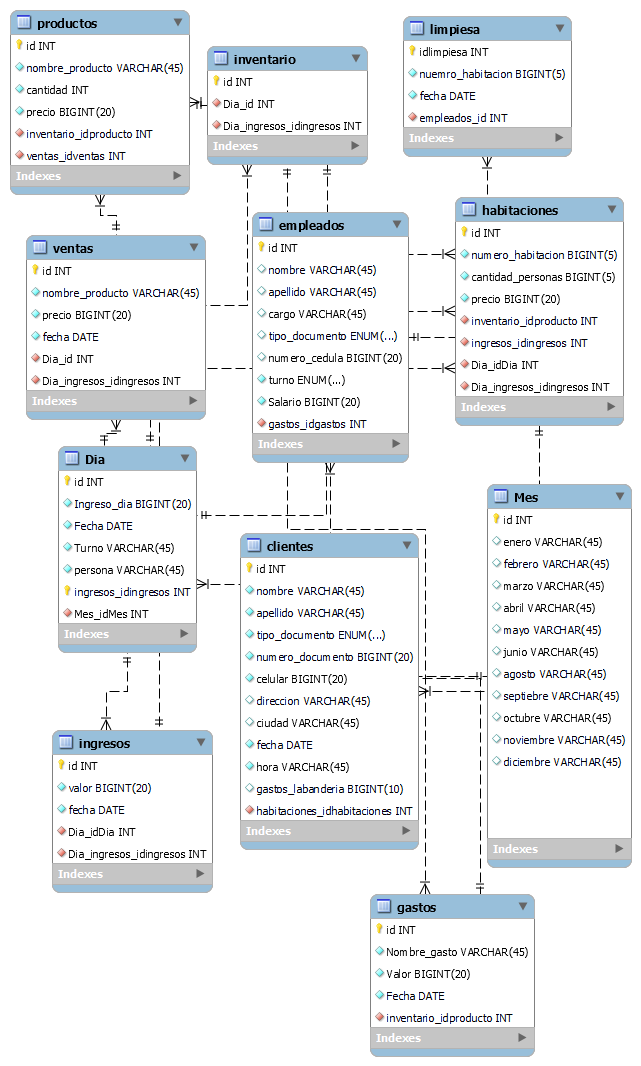 productos
id INT
nombre_producto VARCHAR(45)
cantidad INT
precio BIGINT(20)
inventario_idproducto INT
ventas_idventas INT
Indexes
inventario
id INT
Dia_id INT
Dia_ingresos_idingresos INT
Indexes
limpiesa
idlimpiesa INT
nuemro_habitacion BIGINT(5)
fecha DATE
empleados_id INT
Indexes
ventas
id INT
nombre_producto VARCHAR(45)
precio BIGINT(20)
fecha DATE
Dia_id INT
Dia_ingresos_idingresos INT
Indexes
empleados
id INT
nombre VARCHAR(45)
apellido VARCHAR(45)
cargo VARCHAR(45)
tipo_documento ENUM(...)
numero_cedula BIGINT(20)
turno ENUM(...)
Salario BIGINT(20)
gastos_idgastos INT
Indexes
habitaciones
id INT
numero_habitacion BIGINT(5)
cantidad_personas BIGINT(5)
precio BIGINT(20)
inventario_idproducto INT
ingresos_idingresos INT
Dia_idDia INT
Dia_ingresos_idingresos INT
Indexes
Dia
id INT
Ingreso_dia BIGINT(20)
Fecha DATE
Turno VARCHAR(45)
persona VARCHAR(45)
ingresos_idingresos INT
Mes_idMes INT
Indexes
clientes
id INT
nombre VARCHAR(45)
apellido VARCHAR(45)
tipo_documento ENUM(...)
numero_documento BIGINT(20)
celular BIGINT(20)
direccion VARCHAR(45)
ciudad VARCHAR(45)
fecha DATE
hora VARCHAR(45)
gastos_labanderia BIGINT(10)
habitaciones_idhabitaciones INT
Indexes
Mes
id INT
enero VARCHAR(45)
febrero VARCHAR(45)
marzo VARCHAR(45)
abril VARCHAR(45)
mayo VARCHAR(45)
junio VARCHAR(45)
agosto VARCHAR(45)
septiebre VARCHAR(45)
octubre VARCHAR(45)
noviembre VARCHAR(45)
diciembre VARCHAR(45)
Indexes
ingresos
id INT
valor BIGINT(20)
fecha DATE
Dia_idDia INT
Dia_ingresos_idingresos INT
Indexes
gastos
id INT
Nombre_gasto VARCHAR(45)
Valor BIGINT(20)
Fecha DATE
inventario_idproducto INT
Indexes